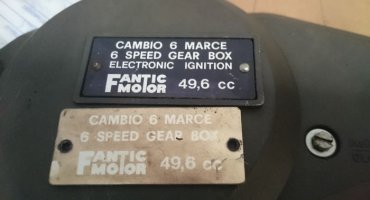 CAMBIO 6 MARCE
6 SPEED GEAR BOX
ELECTRONIC IGNITION
FANTIC MOTOR 49,6 cc
CAMBIO 6 MARCE
6 SPEED GEAR BOX
FANTIC MOTOR 49,6 cc